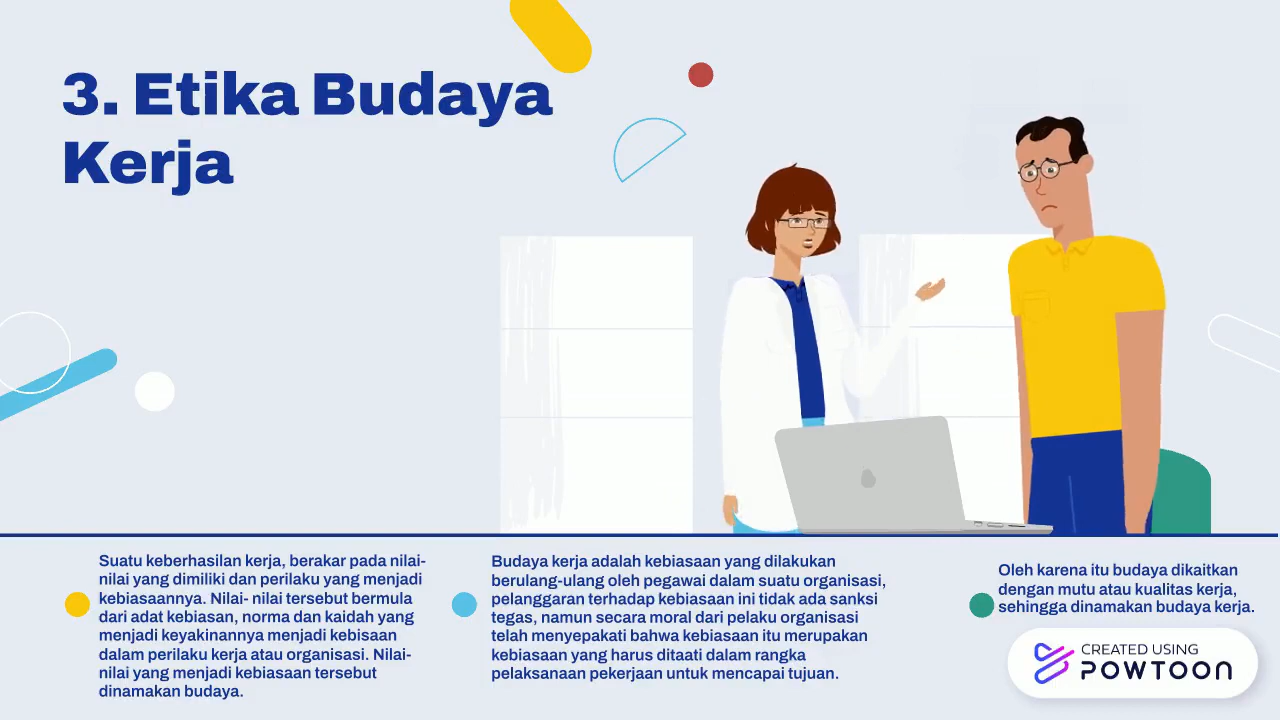 3. Etika Budaya
Kerja
Suatu keberhasilan kerja, berakar pada nilai-
nilai yang dimiliki dan perilaku yang menjadi
kebiasaannya. Nilai- nilai tersebut bermula
dari adat kebiasan, norma dan kaidah yang
menjadi keyakinannya menjadi kebisaan
dalam perilaku kerja atau organisasi. Nilai-
nilai yang menjadi kebiasaan tersebut
dinamakan budaya.
Budaya kerja adalah kebiasaan yang dilakukan
berulang-ulang oleh pegawai dalam suatu organisasi,
pelanggaran terhadap kebiasaan ini tidak ada sanksi
tegas, namun secara moral dari pelaku organisasi
telah menyepakati bahwa kebiasaan itu merupakan
kebiasaan yang harus ditaati dalam rangka
pelaksanaan pekerjaan untuk mencapai tujuan.
Oleh karena itu budaya dikaitkan
dengan mutu atau kualitas kerja,
sehingga dinamakan budaya kerja.
CREATED USING
POWTOON